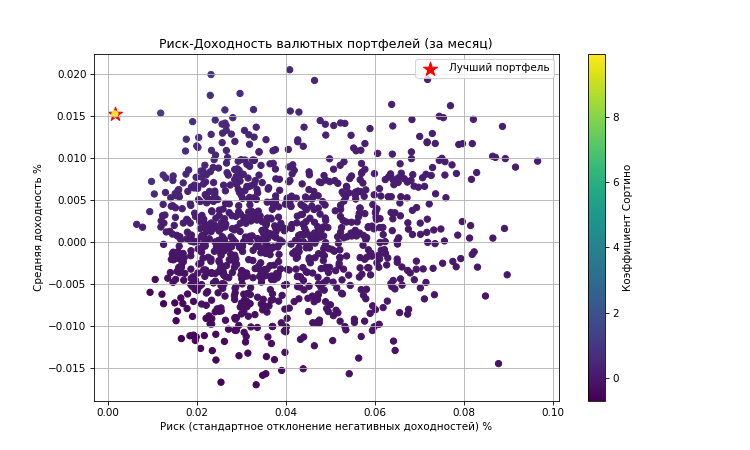 Риск-Доходность валютных портфелей (за месяц)
Лучший портфель
Средняя доходность %
0.020
0.015
0.010
0.005
0.000
−0.005
−0.010
−0.015
0.00 0.02 0.04 0.06 0.08 0.10
Риск (стандартное отклонение негативных доходностей) %
8
6
4
2
0
Коэффициент Сортино